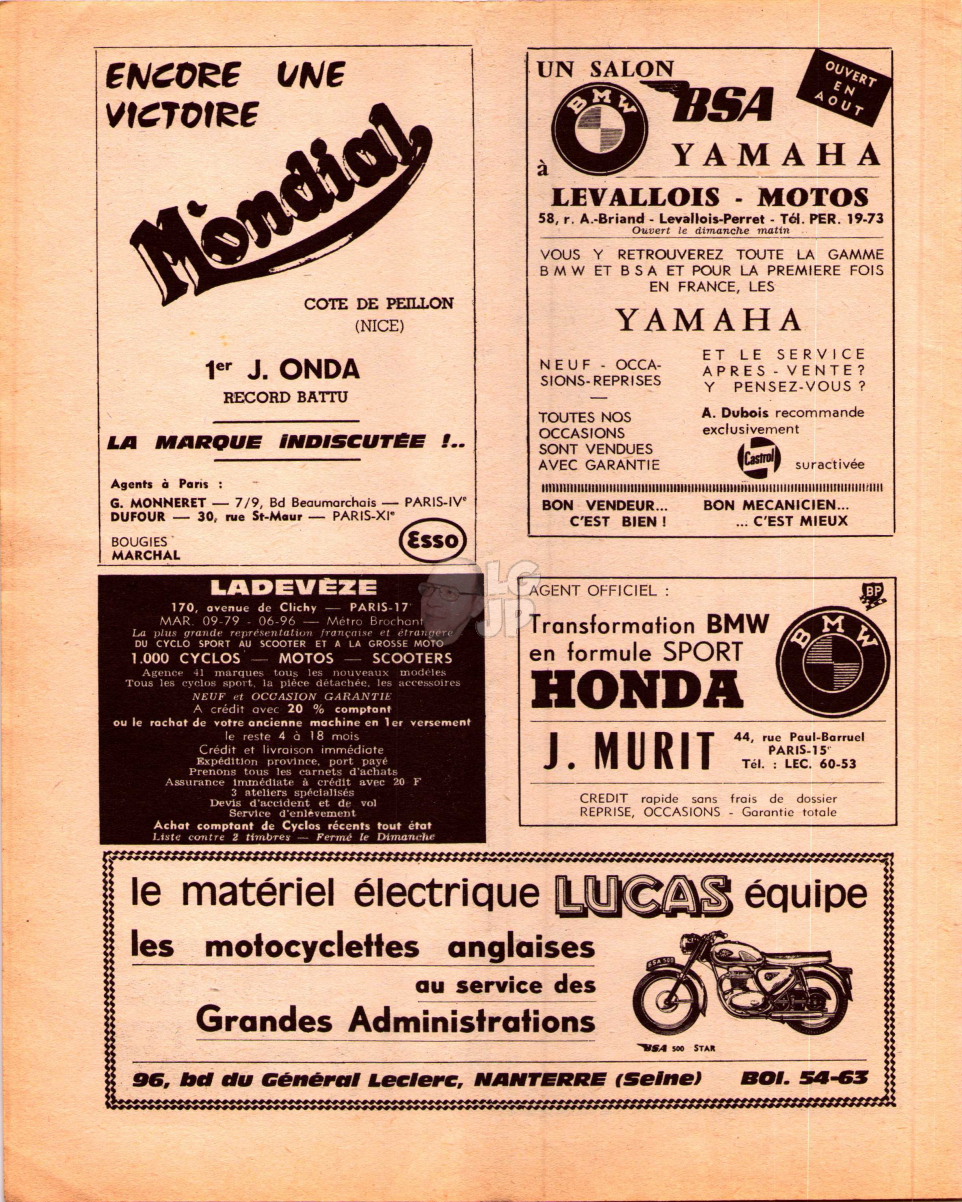 ENCORE UNE
VICTOIRE
Mondial
COTE DE PEILLON
(NICE)
1er J. ONDA
RECORD BATTU
LA MARQUE INDISCUTÉE !..
Agents à Paris :
G. MONNERET — 7/9, Bd Beaumarchais — PARIS-IVe
DUFOUR — 30, rue St-Maur — PARIS-XIe
BOUGIES
MARCHAL
Esso
UN SALON
BMW
BSA
OUVERT
EN
AOUT
à
YAMAHA
LEVALLOIS - MOTOS
58, r. A.-Briand - Levallois-Perret - Tél. PER. 19-73
Ouvert le dimanche matin
VOUS Y RETROUVEREZ TOUTE LA GAMME
BMW ET BSA ET POUR LA PREMIERE FOIS
EN FRANCE, LES
YAMAHA
NEUF - OCCA-
SIONS-REPRISES
TOUTES NOS
OCCASIONS
SONT VENDUES
AVEC GARANTIE
ET LE SERVICE
APRES - VENTE?
Y PENSEZ-VOUS ?
A. Dubois recommande
exclusivement
Castrol
suractivée
BON VENDEUR...
C'EST BIEN !
BON MECANICIEN...
... C'EST MIEUX
LADEVÈZE
170, avenue de Clichy — PARIS-17e
MAR. 09-79 - 06-96 — Métro Brochant
La plus grande représentation française et étrangère
DU CYCLO SPORT AU SCOOTER ET A LA GROSSE MOTO
1.000 CYCLOS — MOTOS — SCOOTERS
Agence 41 marques tous les nouveaux modèles
Tous les cyclos sport, la pièce détachée, les accessoires
NEUF et OCCASION GARANTIE
A crédit avec 20 % comptant
ou le rachat de votre ancienne machine en 1er versement
le reste 4 à 18 mois
Crédit et livraison immédiate
Expédition province, port payé
Prenons tous les carnets d'achats
Assurance immédiate à crédit avec 20 F
3 ateliers spécialisés
Devis d'accident et de vol
Service d'enlèvement
Achat comptant de Cyclos récents tout état
Liste contre 2 timbres — Fermé le Dimanche
LG
JP
AGENT OFFICIEL :
BP
Transformation BMW
en formule SPORT
HONDA
BMW
J. MURIT
44, rue Paul-Barruel
PARIS-15e
Tél. : LEC. 60-53
CREDIT rapide sans frais de dossier
REPRISE, OCCASIONS - Garantie totale
le matériel électrique LUCAS équipe
les motocyclettes anglaises
au service des
Grandes Administrations
BSA 500 STAR
96, bd du Général Leclerc, NANTERRE (Seine) BOI. 54-63